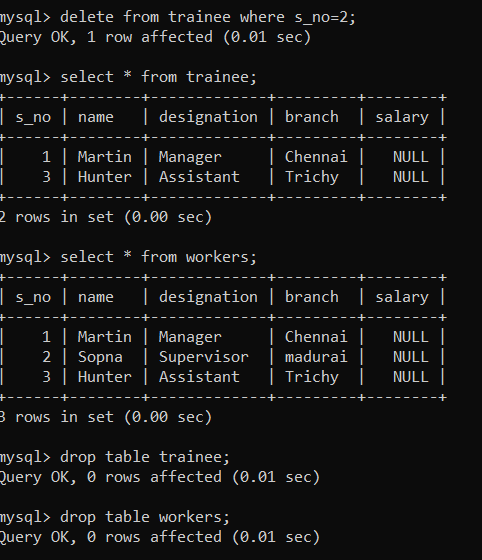 mysql> delete from trainee where s_no=2;
Query OK, 1 row affected (0.01 sec)
mysql> select * from trainee;
+------+--------+-------------+---------+--------+
| s_no | name   | designation | branch  | salary |
+------+--------+-------------+---------+--------+
|    1 | Martin | Manager     | Chennai |   NULL |
|    3 | Hunter | Assistant   | Trichy  |   NULL |
+------+--------+-------------+---------+--------+
2 rows in set (0.00 sec)
mysql> select * from workers;
+------+--------+-------------+---------+--------+
| s_no | name   | designation | branch  | salary |
+------+--------+-------------+---------+--------+
|    1 | Martin | Manager     | Chennai |   NULL |
|    2 | Sopna  | Supervisor  | madurai |   NULL |
|    3 | Hunter | Assistant   | Trichy  |   NULL |
+------+--------+-------------+---------+--------+
3 rows in set (0.00 sec)
mysql> drop table trainee;
Query OK, 0 rows affected (0.01 sec)
mysql> drop table workers;
Query OK, 0 rows affected (0.01 sec)